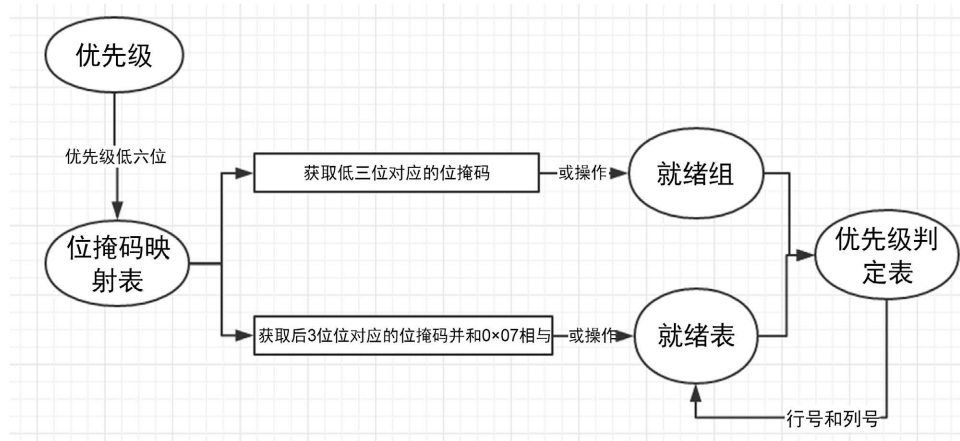 优先级
优先级低六位
获取低三位对应的位掩码
或操作
就绪组
位掩码映
射表
优先级判
定表
获取后3位位对应的位掩码并和0×07相与
或操作
就绪表
行号和列号